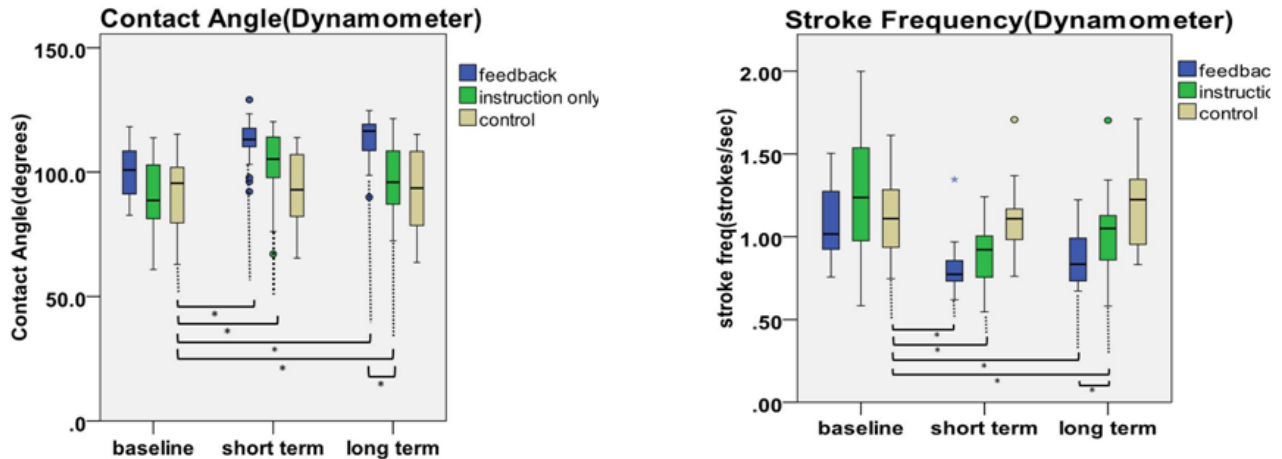 Contact Angle(Dynamometer)
150.0
100.0
50.0
.0
Contact Angle(degrees)
feedback
instruction only
control
*
*
*
*
*
baseline short term long term
Stroke Frequency(Dynamometer)
2.00
1.50
1.00
.50
.00
stroke freq(strokes/sec)
feedbac
instructi
control
*
*
*
*
*
*
baseline short term long term